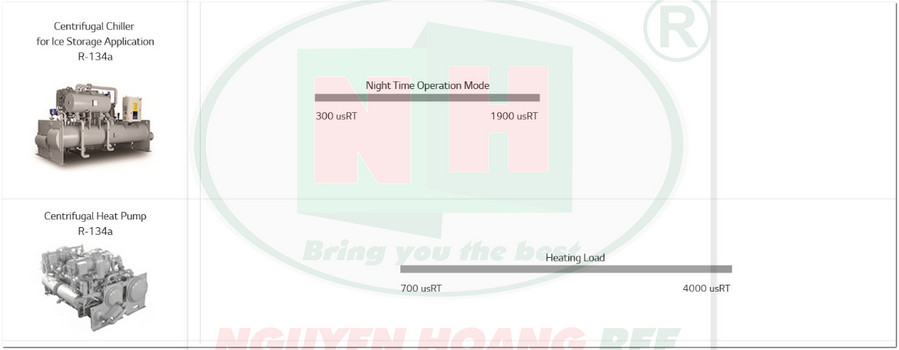 Centrifugal Chiller
for Ice Storage Application
R-134a
Night Time Operation Mode
300 usRT
1900 usRT
Centrifugal Heat Pump
R-134a
Heating Load
700 usRT
4000 usRT
®
NH
Bring you the best
NGUYEN HOANG REE